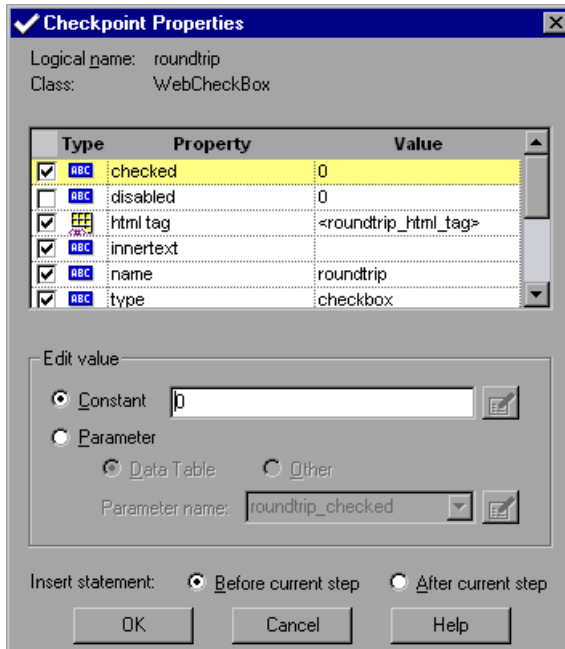 Checkpoint Properties
Logical name: roundtrip
Class: WebCheckBox
Type Property Value
ABC checked 0
ABC disabled 0
html tag <roundtrip_html_tag>
ABC innertext
ABC name roundtrip
ABC type checkbox
Edit value
Constant 0
Parameter
Data Table Other
Parameter name: roundtrip_checked
Insert statement: Before current step After current step
OK Cancel Help